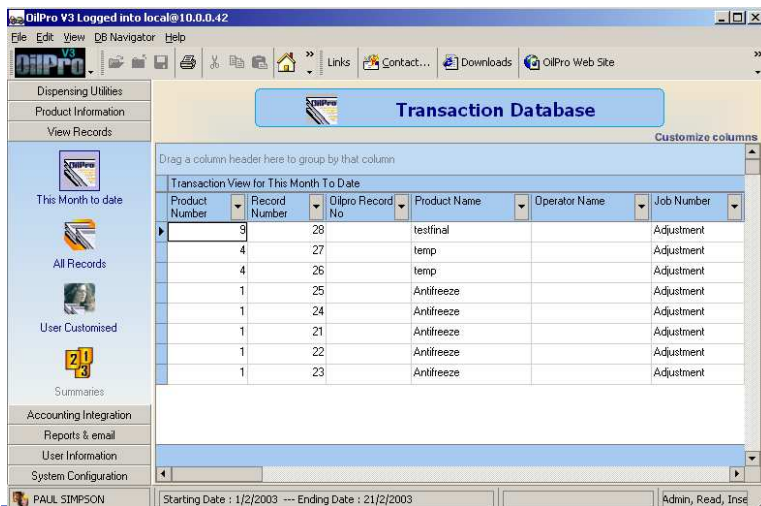 OilPro V3 Logged into local@10.0.0.42
File Edit View DB Navigator Help
OilPro V3 Links Contact... Downloads OilPro Web Site
Dispensing Utilities
Product Information
View Records
This Month to date
All Records
User Customised
2 1 3
Summaries
Accounting Integration
Reports & email
User Information
System Configuration
OilPro Transaction Database
Customize columns
Drag a column header here to group by that column
Transaction View for This Month To Date
Product Number Record Number Oilpro Record No Product Name Operator Name Job Number
9 28 testfinal Adjustment
4 27 temp Adjustment
4 26 temp Adjustment
1 25 Antifreeze Adjustment
1 24 Antifreeze Adjustment
1 21 Antifreeze Adjustment
1 22 Antifreeze Adjustment
1 23 Antifreeze Adjustment
PAUL SIMPSON Starting Date : 1/2/2003 --- Ending Date : 21/2/2003 Admin, Read, Inse